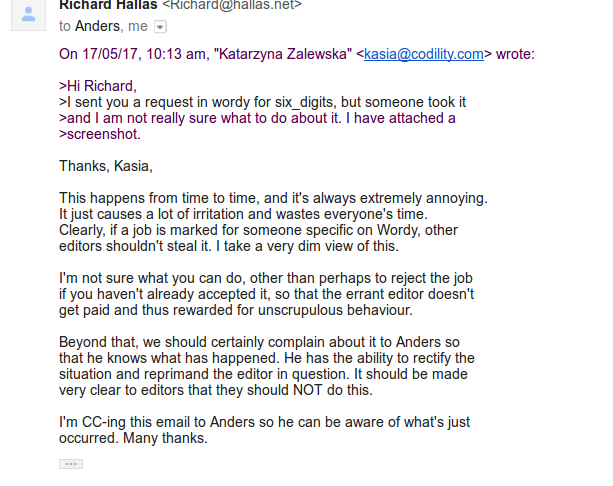 Richard Hallas <Richard@hallas.net>
to Anders, me
On 17/05/17, 10:13 am, "Katarzyna Zalewska" <kasia@codility.com> wrote:
>Hi Richard,
>I sent you a request in wordy for six_digits, but someone took it
>and I am not really sure what to do about it. I have attached a
>screenshot.
Thanks, Kasia,
This happens from time to time, and it's always extremely annoying.
It just causes a lot of irritation and wastes everyone's time.
Clearly, if a job is marked for someone specific on Wordy, other
editors shouldn't steal it. I take a very dim view of this.
I'm not sure what you can do, other than perhaps to reject the job
if you haven't already accepted it, so that the errant editor doesn't
get paid and thus rewarded for unscrupulous behaviour.
Beyond that, we should certainly complain about it to Anders so
that he knows what has happened. He has the ability to rectify the
situation and reprimand the editor in question. It should be made
very clear to editors that they should NOT do this.
I'm CC-ing this email to Anders so he can be aware of what's just
occurred. Many thanks.